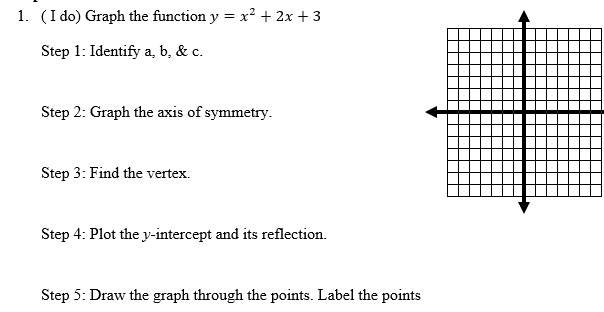 1. ( I do) Graph the function y = x² + 2x + 3
Step 1: Identify a, b, & c.
Step 2: Graph the axis of symmetry.
Step 3: Find the vertex.
Step 4: Plot the y-intercept and its reflection.
Step 5: Draw the graph through the points. Label the points